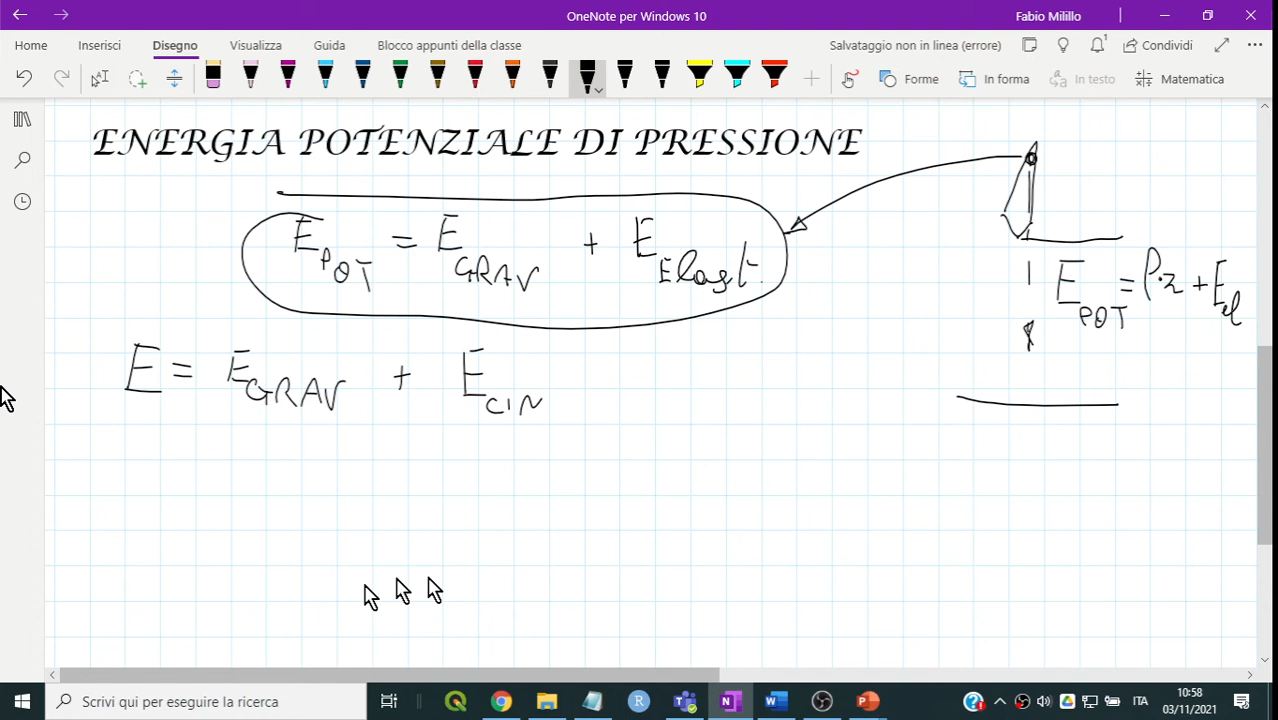 OneNote per Windows 10
Fabio Milillo
Home Inserisci Disegno Visualizza Guida Blocco appunti della classe
Salvataggio non in linea (errore) Condividi
Forme In forma In testo Matematica
ENERGIA POTENZIALE DI PRESSIONE
E POT = E GRAV + E Elast.
E POT = P·z + E el
E = E GRAV + E CIN
Scrivi qui per eseguire la ricerca
ITA
10:58
03/11/2021